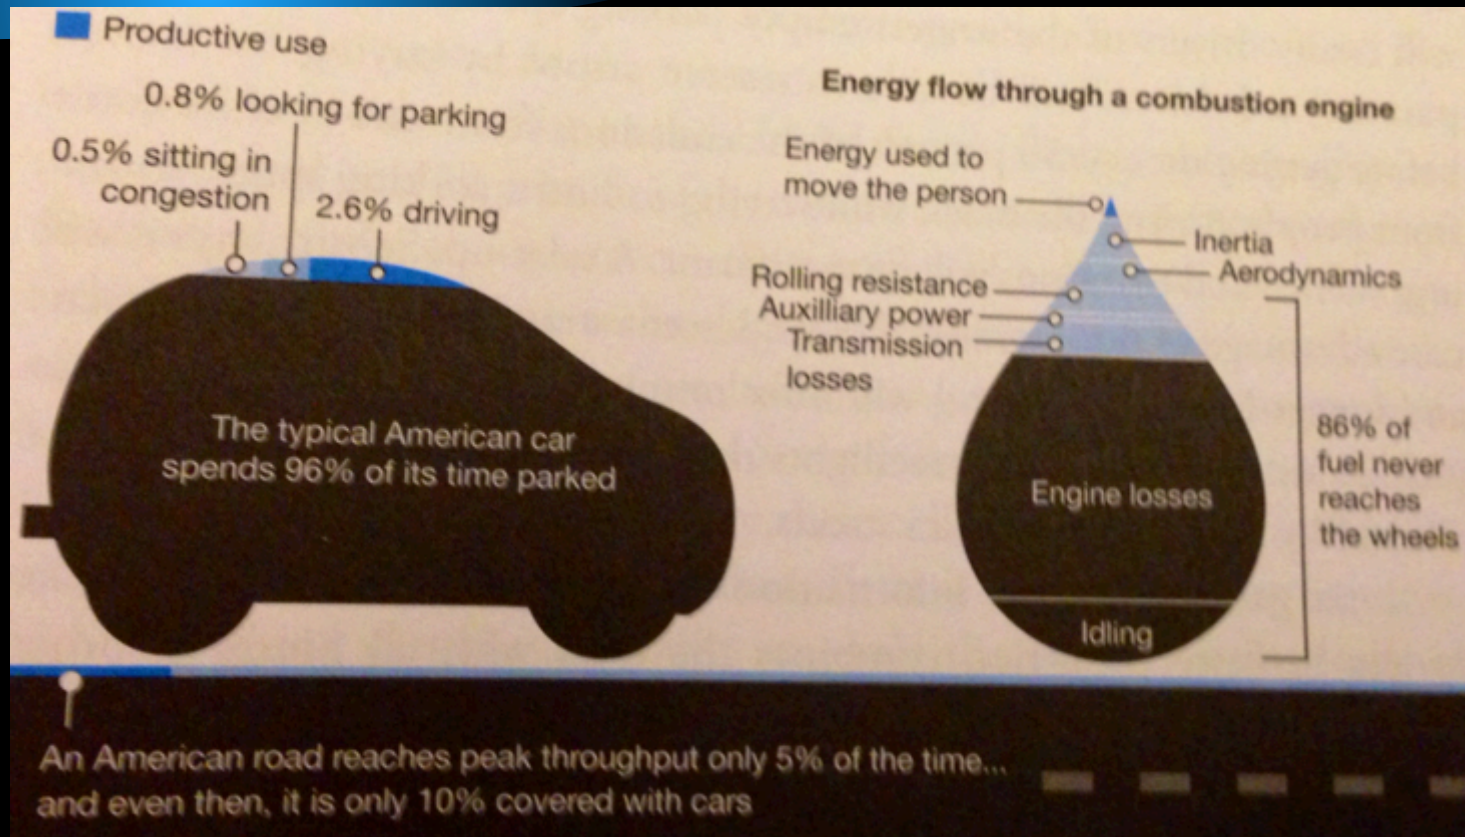 Productive use
0.8% looking for parking
0.5% sitting in
congestion
2.6% driving
The typical American car
spends 96% of its time parked
Energy flow through a combustion engine
Energy used to
move the person
Inertia
Aerodynamics
Rolling resistance
Auxilliary power
Transmission
losses
86% of
fuel never
reaches
the wheels
Engine losses
Idling
An American road reaches peak throughput only 5% of the time...
and even then, it is only 10% covered with cars